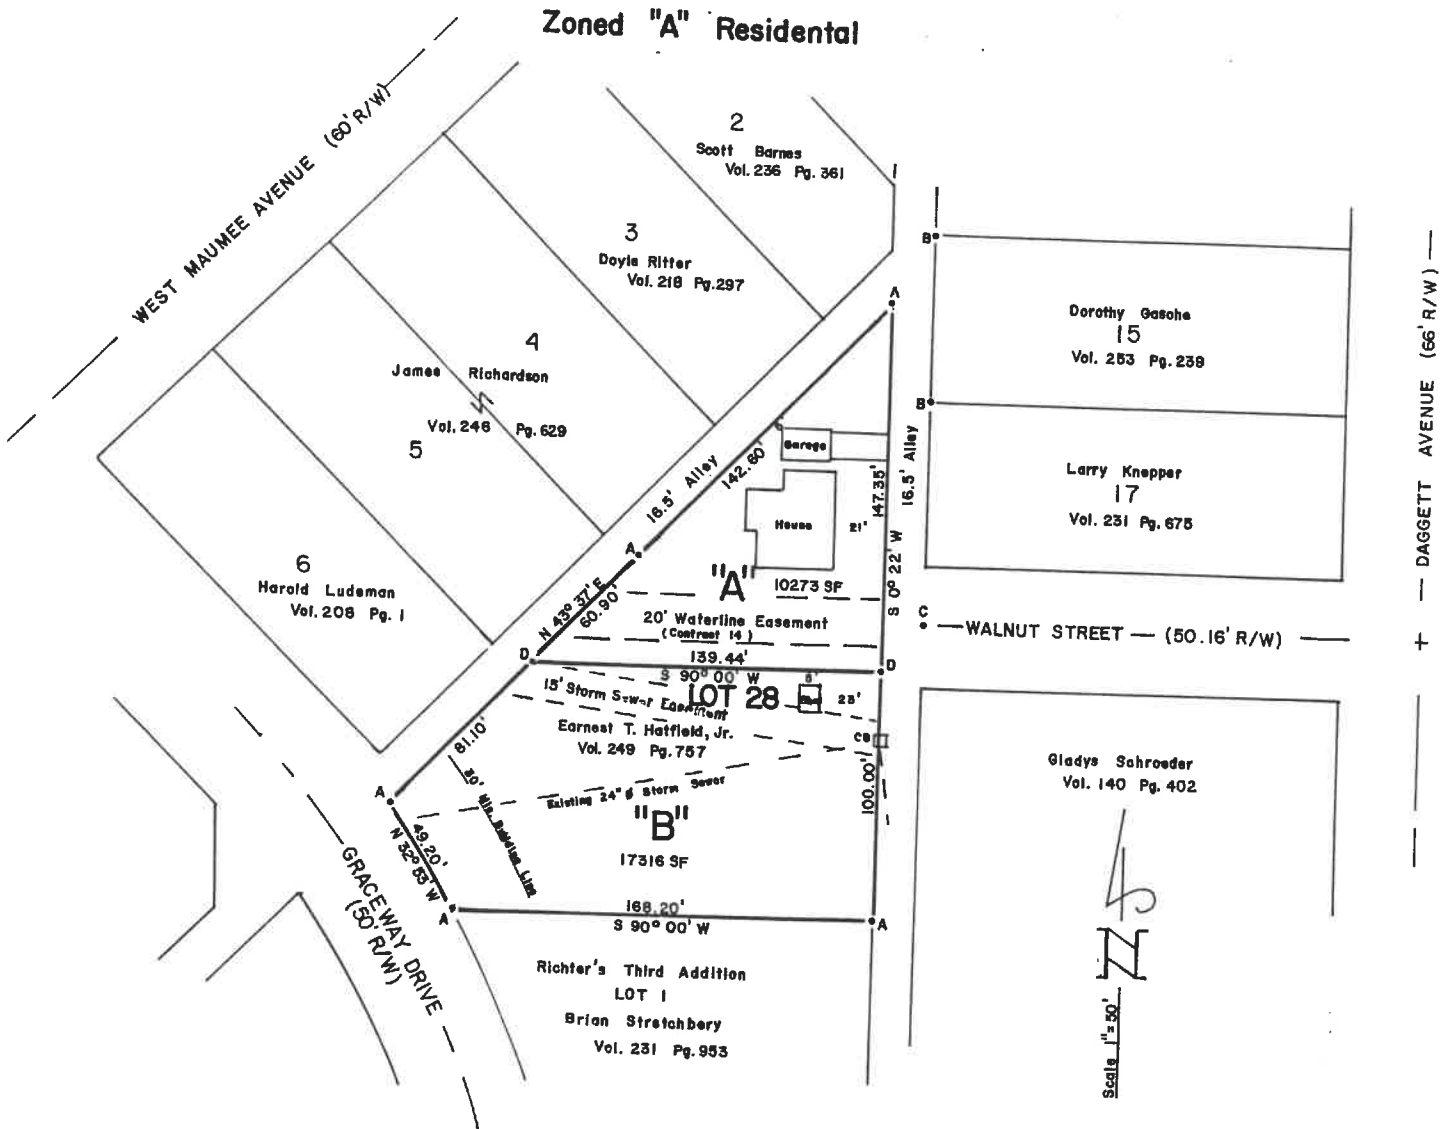 Zoned "A" Residental
WEST MAUMEE AVENUE (60' R/W)
2
Scott Barnes
Vol. 236 Pg. 361
3
Doyle Ritter
Vol. 218 Pg. 297
4
James Richardson
Vol. 246 Pg. 629
5
6
Harold Ludeman
Vol. 208 Pg. 1
B
A
Dorothy Gasche
15
Vol. 253 Pg. 239
B
Larry Knepper
17
Vol. 231 Pg. 675
DAGGETT AVENUE (66' R/W)
16.5' Alley
142.60'
Garage
147.35'
16.5' Alley
House
21'
A
"A"
10273 SF
S 0° 22' W
N 43° 37' E
60.90'
20' Waterline Easement
(Contract 14)
C
WALNUT STREET (50.16' R/W)
D
139.44'
D
S 90° 00' W
15' Storm Sewer Easement
LOT 28
23'
Earnest T. Hatfield, Jr.
Vol. 249 Pg. 757
CB
81.10'
30' Min. Building Line
Existing 24" ø Storm Sewer
100.00'
Gladys Schroeder
Vol. 140 Pg. 402
A
49.20'
N 32° 53' W
"B"
17316 SF
GRACEWAY DRIVE
(50' R/W)
A
168.20'
S 90° 00' W
A
Richter's Third Addition
LOT 1
Brian Stretchbery
Vol. 231 Pg. 953
N
Scale 1" = 50'